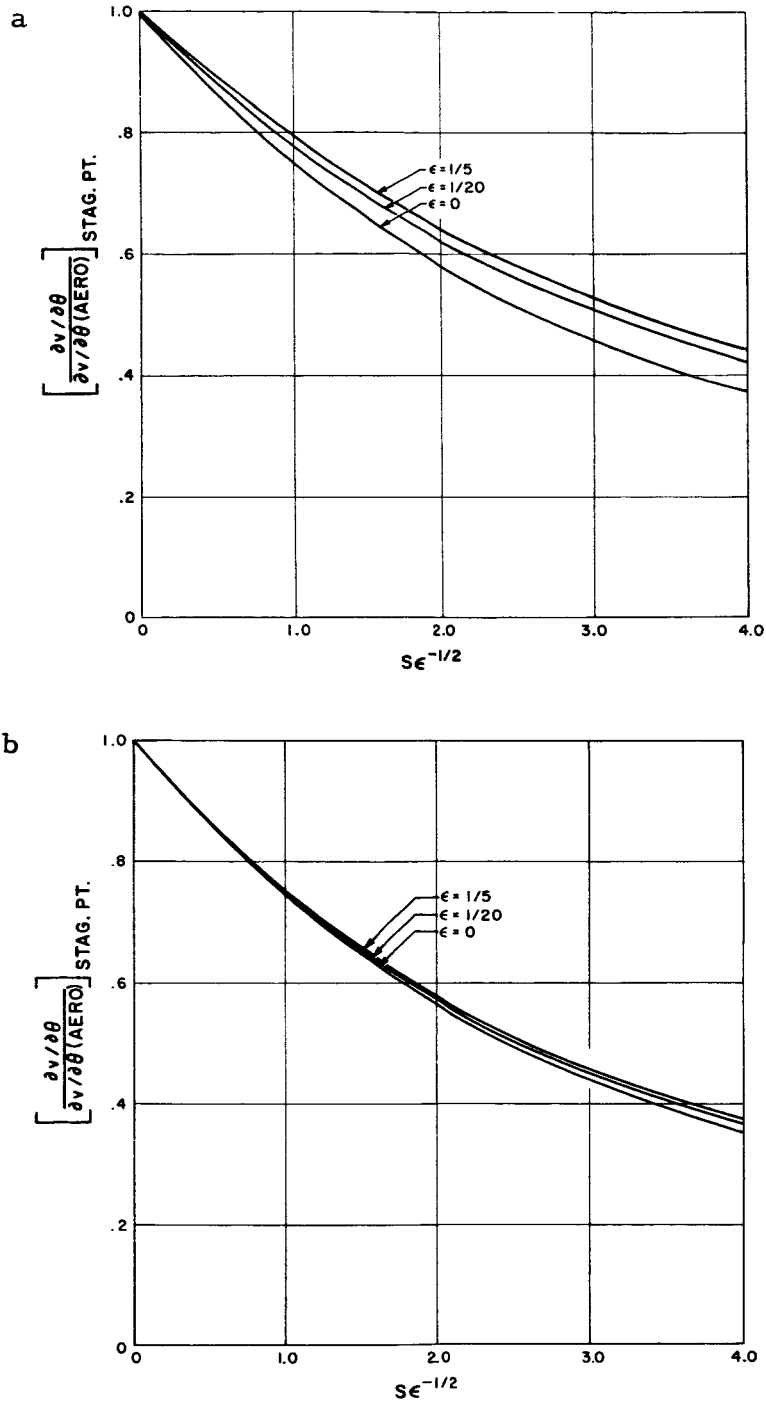 a
1.0
.8
.6
.4
.2
0
ϵ = 1/5
ϵ = 1/20
ϵ = 0
[∂v/∂θ / ∂v/∂θ (AERO)] STAG. PT.
0 1.0 2.0 3.0 4.0
Sϵ^-1/2
b
1.0
.8
.6
.4
.2
0
ϵ = 1/5
ϵ = 1/20
ϵ = 0
[∂v/∂θ / ∂v/∂θ (AERO)] STAG. PT.
0 1.0 2.0 3.0 4.0
Sϵ^-1/2